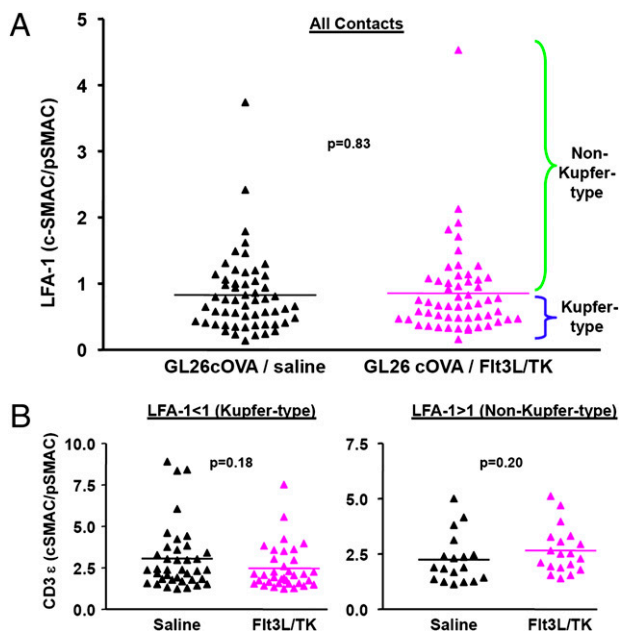 A
All Contacts
LFA-1 (c-SMAC/pSMAC)
5
4
3
2
1
0
p=0.83
Non-
Kupfer-
type
Kupfer-
type
GL26cOVA / saline
GL26 cOVA / Flt3L/TK
B
LFA-1<1 (Kupfer-type)
CD3 ε (cSMAC/pSMAC)
10.0
7.5
5.0
2.5
0.0
p=0.18
Saline
Flt3L/TK
LFA-1>1 (Non-Kupfer-type)
7.5
5.0
2.5
0.0
p=0.20
Saline
Flt3L/TK